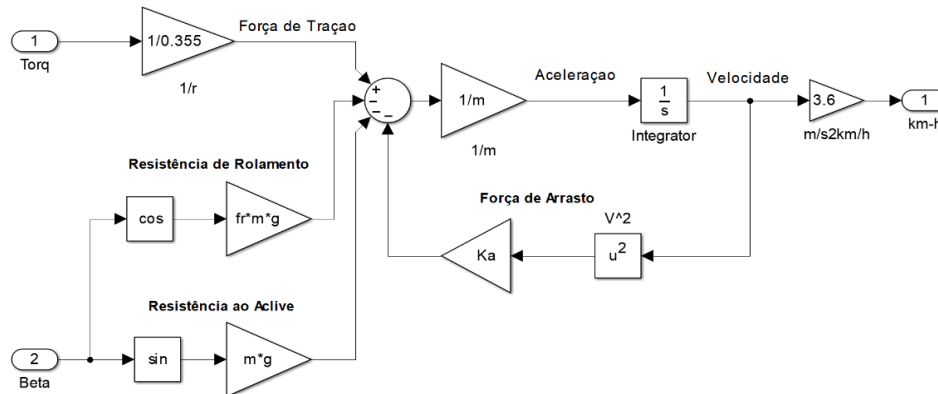 Força de Traçao
1
Torq
1/0.355
1/r
+
−
−
−
1/m
1/m
Aceleraçao
1
s
Integrator
Velocidade
3.6
m/s2km/h
1
km-h
Resistência de Rolamento
cos
fr*m*g
Força de Arrasto
V^2
Ka
u2
Resistência ao Aclive
2
Beta
sin
m*g